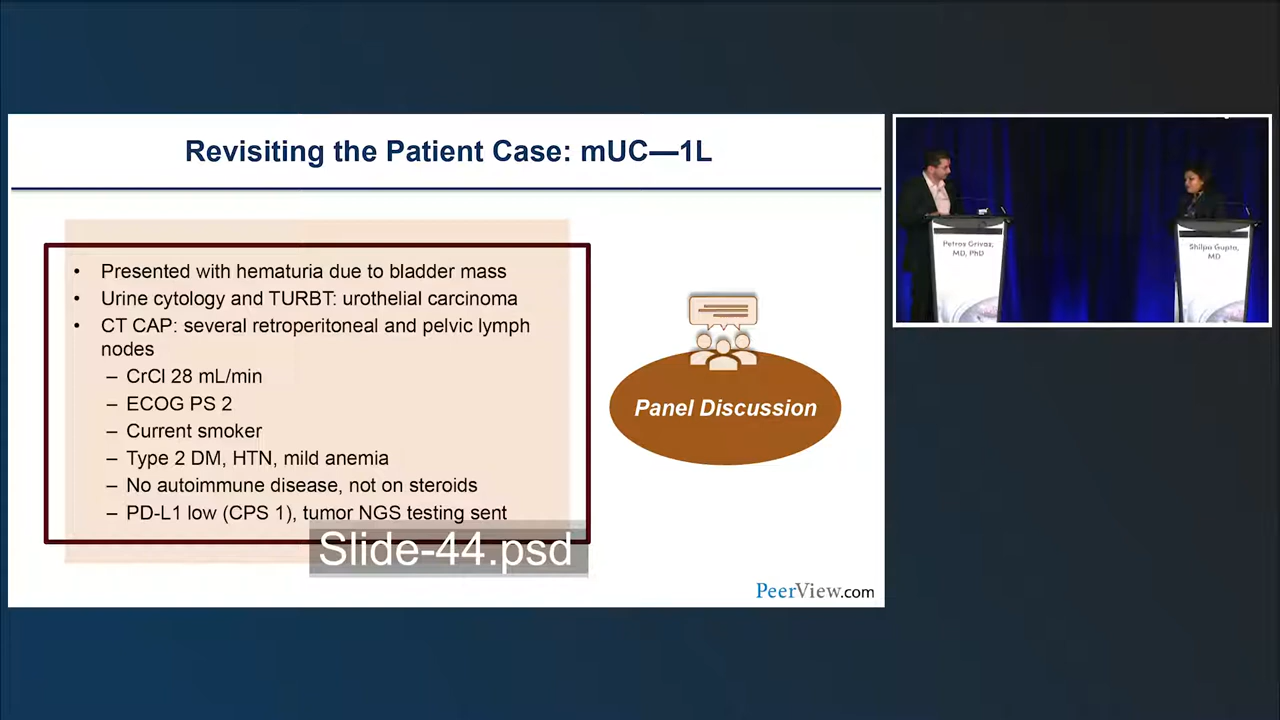 Revisiting the Patient Case: mUC—1L
• Presented with hematuria due to bladder mass
• Urine cytology and TURBT: urothelial carcinoma
• CT CAP: several retroperitoneal and pelvic lymph
nodes
– CrCl 28 mL/min
– ECOG PS 2
– Current smoker
– Type 2 DM, HTN, mild anemia
– No autoimmune disease, not on steroids
– PD-L1 low (CPS 1), tumor NGS testing sent
Slide-44.psd
Panel Discussion
PeerView.com
Petros Grivas,
MD, PhD
Shilpa Gupta,
MD